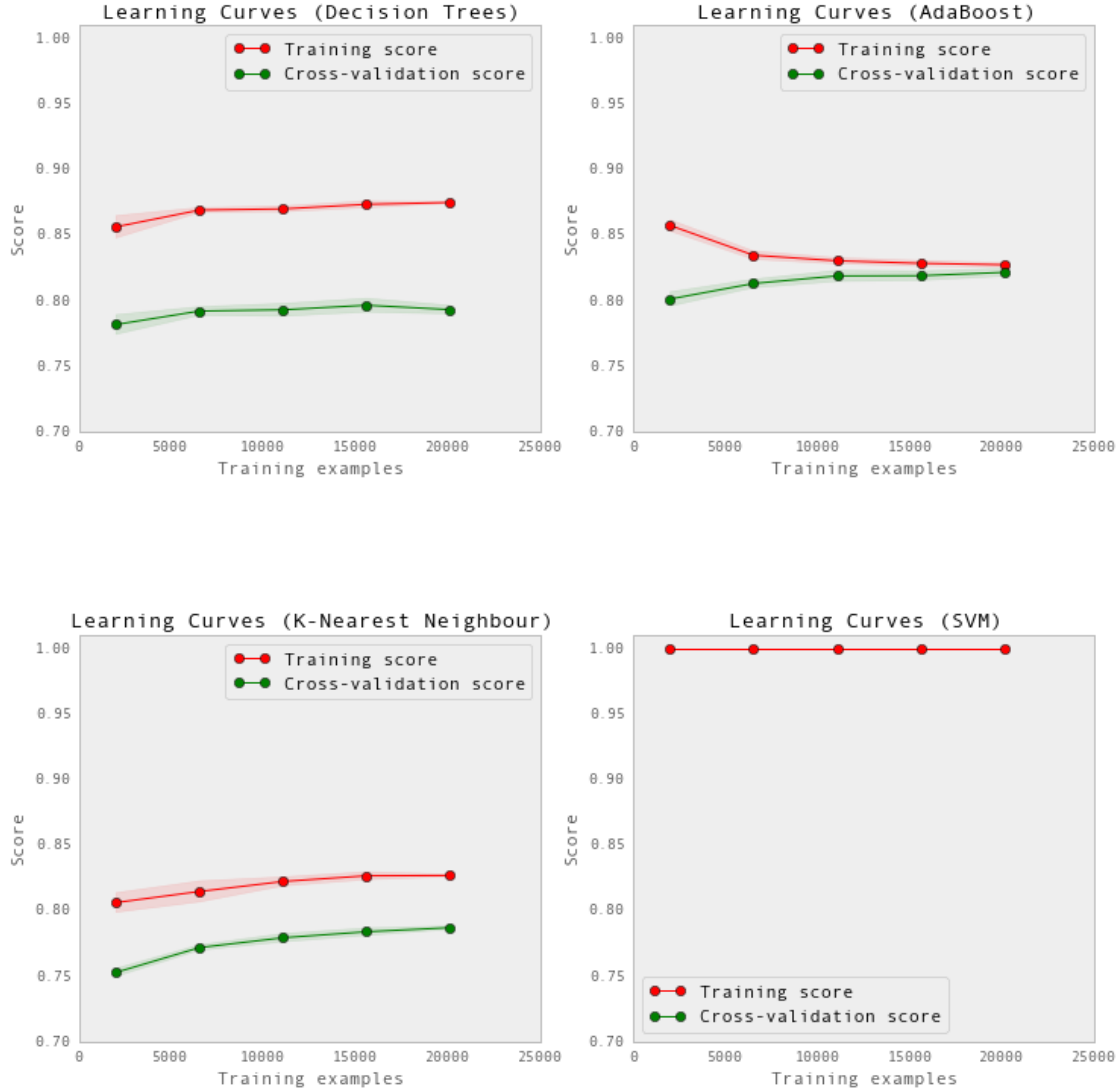 Learning Curves (Decision Trees)
1.00
0.95
0.90
0.85
0.80
0.75
0.70
Score
Training score
Cross-validation score
0 5000 10000 15000 20000 25000
Training examples
Learning Curves (AdaBoost)
1.00
0.95
0.90
0.85
0.80
0.75
0.70
Score
Training score
Cross-validation score
0 5000 10000 15000 20000 25000
Training examples
Learning Curves (K-Nearest Neighbour)
1.00
0.95
0.90
0.85
0.80
0.75
0.70
Score
Training score
Cross-validation score
0 5000 10000 15000 20000 25000
Training examples
Learning Curves (SVM)
1.00
0.95
0.90
0.85
0.80
0.75
0.70
Score
Training score
Cross-validation score
0 5000 10000 15000 20000 25000
Training examples